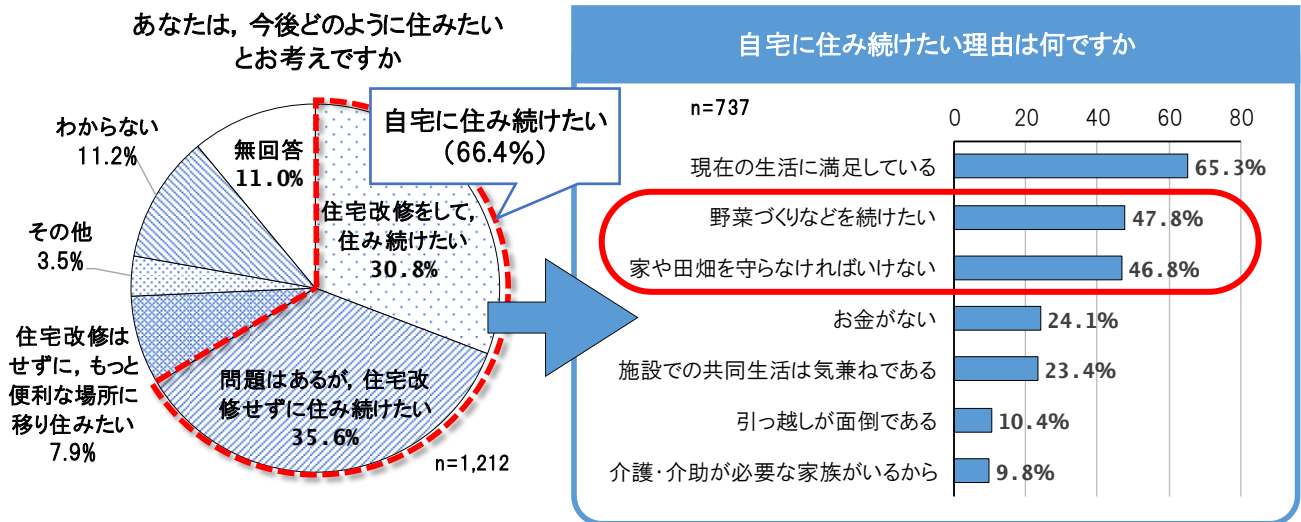 あなたは，今後どのように住みたい
とお考えですか
自宅に住み続けたい
（66.4%）
無回答
11.0%
わからない
11.2%
その他
3.5%
住宅改修は
せずに，もっと
便利な場所に
移り住みたい
7.9%
住宅改修をして，
住み続けたい
30.8%
問題はあるが，住宅改
修せずに住み続けたい
35.6%
n=1,212
自宅に住み続けたい理由は何ですか
n=737
0 20 40 60 80
現在の生活に満足している 65.3%
野菜づくりなどを続けたい 47.8%
家や田畑を守らなければいけない 46.8%
お金がない 24.1%
施設での共同生活は気兼ねである 23.4%
引っ越しが面倒である 10.4%
介護・介助が必要な家族がいるから 9.8%